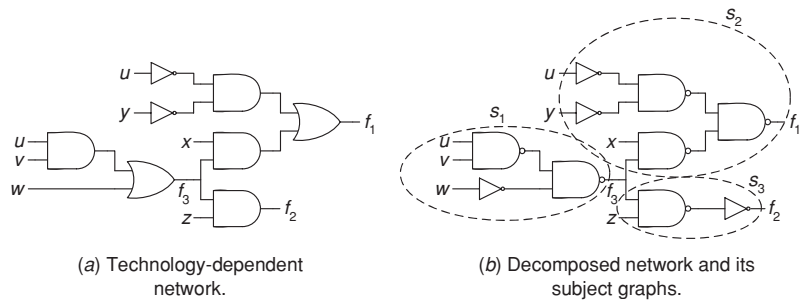 u
y
u
v
w
x
z
f3
f1
f2
(a) Technology-dependent
network.
s2
s1
s3
u
y
u
v
w
x
z
f3
f1
f2
(b) Decomposed network and its
subject graphs.